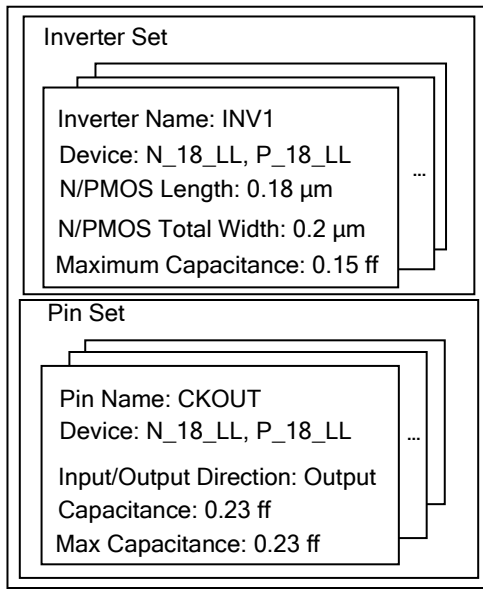 Inverter Set
Inverter Name: INV1
Device: N_18_LL, P_18_LL
...
N/PMOS Length: 0.18 μm
N/PMOS Total Width: 0.2 μm
Maximum Capacitance: 0.15 ff
Pin Set
Pin Name: CKOUT
Device: N_18_LL, P_18_LL
...
Input/Output Direction: Output
Capacitance: 0.23 ff
Max Capacitance: 0.23 ff